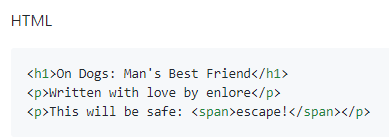 HTML
<h1>On Dogs: Man's Best Friend</h1>
<p>Written with love by enlore</p>
<p>This will be safe: <span>escape!</span></p>